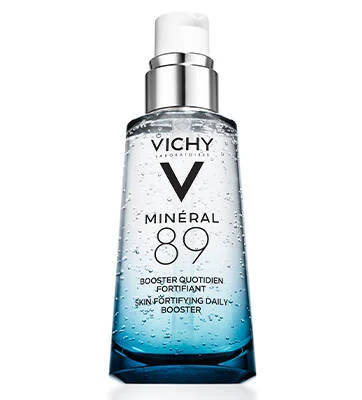 VICHY
LABORATOIRES
V
MINÉRAL
89
BOOSTER QUOTIDIEN
FORTIFIANT
SKIN FORTIFYING DAILY
BOOSTER